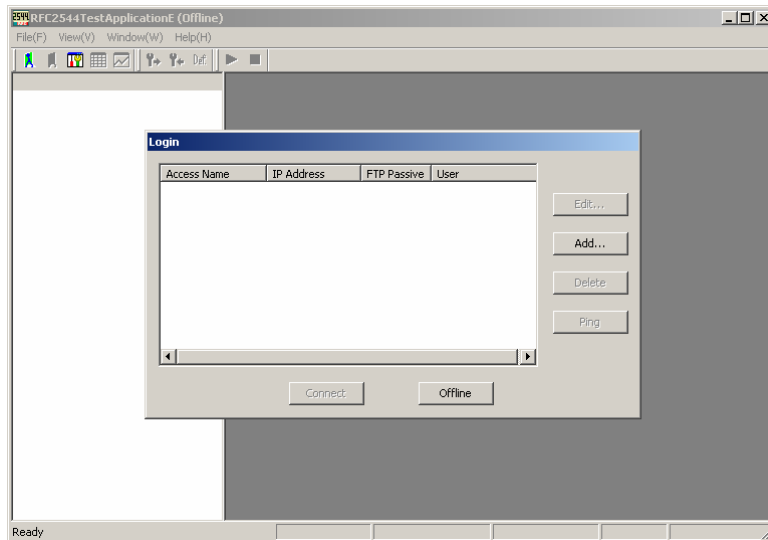 RFC2544TestApplicationE (Offline)
File(F) View(V) Window(W) Help(H)
Def.
Login
Access Name IP Address FTP Passive User
Edit...
Add...
Delete
Ping
Connect Offline
Ready